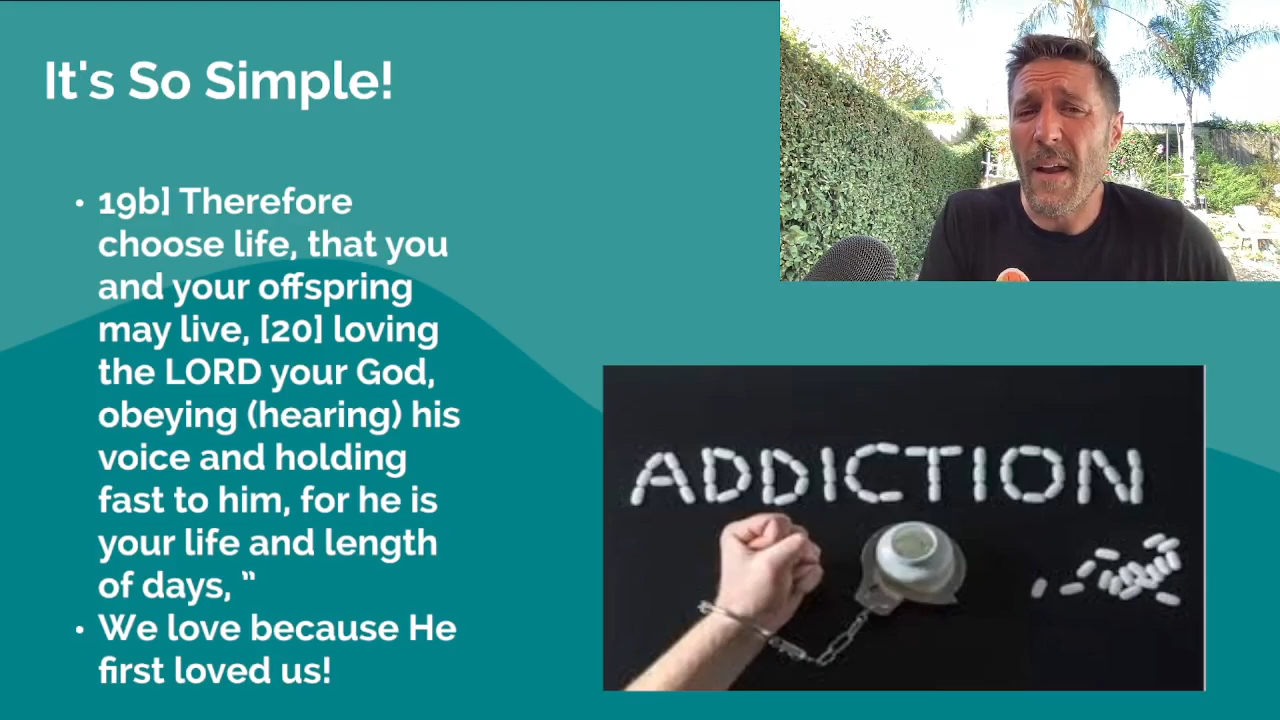 It's So Simple!
19b] Therefore
choose life, that you
and your offspring
may live, [20] loving
the LORD your God,
obeying (hearing) his
voice and holding
fast to him, for he is
your life and length
of days, ”
We love because He
first loved us!
ADDICTION